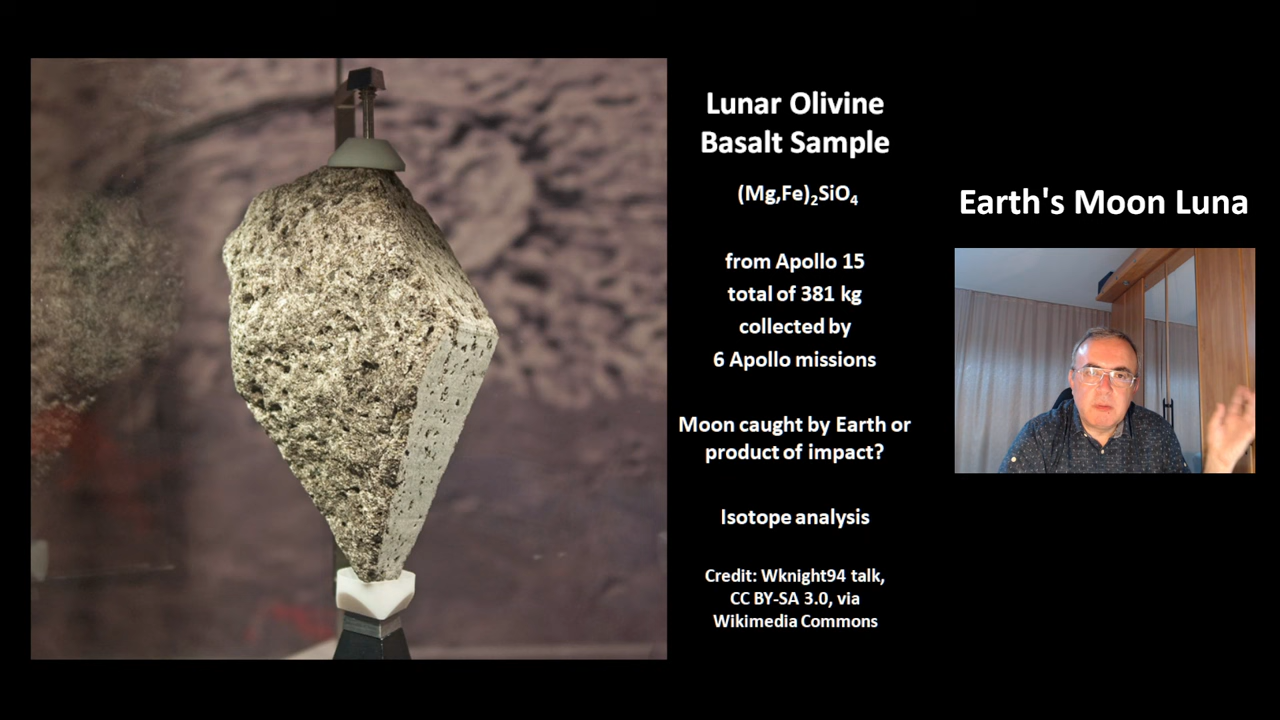 Lunar Olivine
Basalt Sample
(Mg,Fe)₂SiO₄
from Apollo 15
total of 381 kg
collected by
6 Apollo missions
Moon caught by Earth or
product of impact?
Isotope analysis
Credit: Wknight94 talk,
CC BY-SA 3.0, via
Wikimedia Commons
Earth's Moon Luna